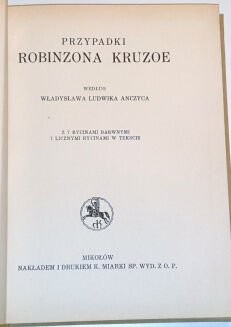 PRZYPADKI
ROBINZONA KRUZOE
WEDŁUG
WŁADYSŁAWA LUDWIKA ANCZYCA
Z 7 RYCINAMI BARWNYMI
I LICZNYMI RYCINAMI W TEKŚCIE
MIKOŁÓW
NAKŁADEM I DRUKIEM K. MIARKI SP. WYD. Z O. P.